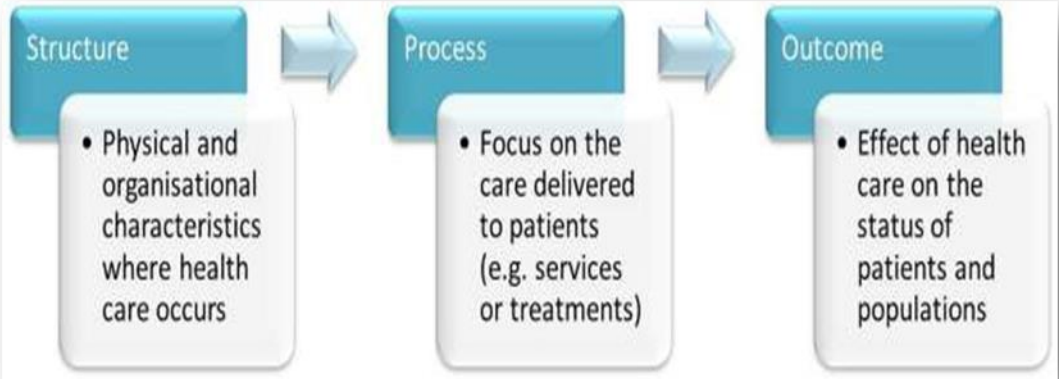 Structure
• Physical and
organisational
characteristics
where health
care occurs
Process
• Focus on the
care delivered
to patients
(e.g. services
or treatments)
Outcome
• Effect of health
care on the
status of
patients and
populations